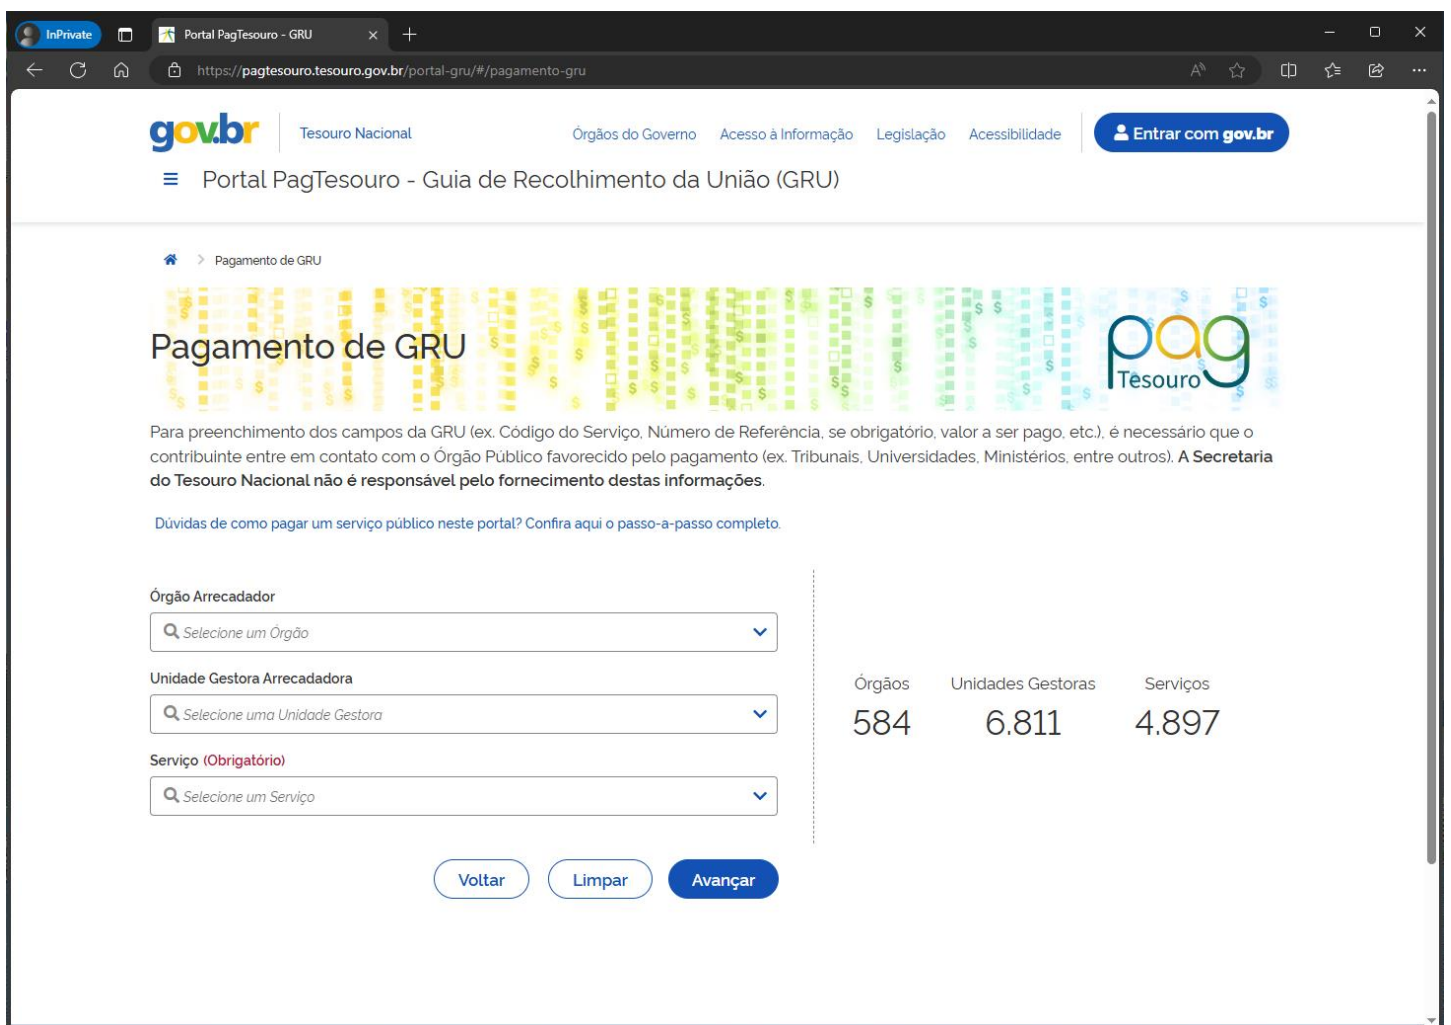 InPrivate
Portal PagTesouro - GRU
https://pagtesouro.tesouro.gov.br/portal-gru/#/pagamento-gru
gov.br
Tesouro Nacional
Órgãos do Governo
Acesso à Informação
Legislação
Acessibilidade
Entrar com gov.br
Portal PagTesouro - Guia de Recolhimento da União (GRU)
Pagamento de GRU
Pagamento de GRU
pag
Tesouro
Para preenchimento dos campos da GRU (ex. Código do Serviço, Número de Referência, se obrigatório, valor a ser pago, etc.), é necessário que o
contribuinte entre em contato com o Órgão Público favorecido pelo pagamento (ex. Tribunais, Universidades, Ministérios, entre outros). A Secretaria
do Tesouro Nacional não é responsável pelo fornecimento destas informações.
Dúvidas de como pagar um serviço público neste portal? Confira aqui o passo-a-passo completo.
Órgão Arrecadador
Selecione um Órgão
Unidade Gestora Arrecadadora
Selecione uma Unidade Gestora
Serviço (Obrigatório)
Selecione um Serviço
Órgãos
584
Unidades Gestoras
6.811
Serviços
4.897
Voltar
Limpar
Avançar